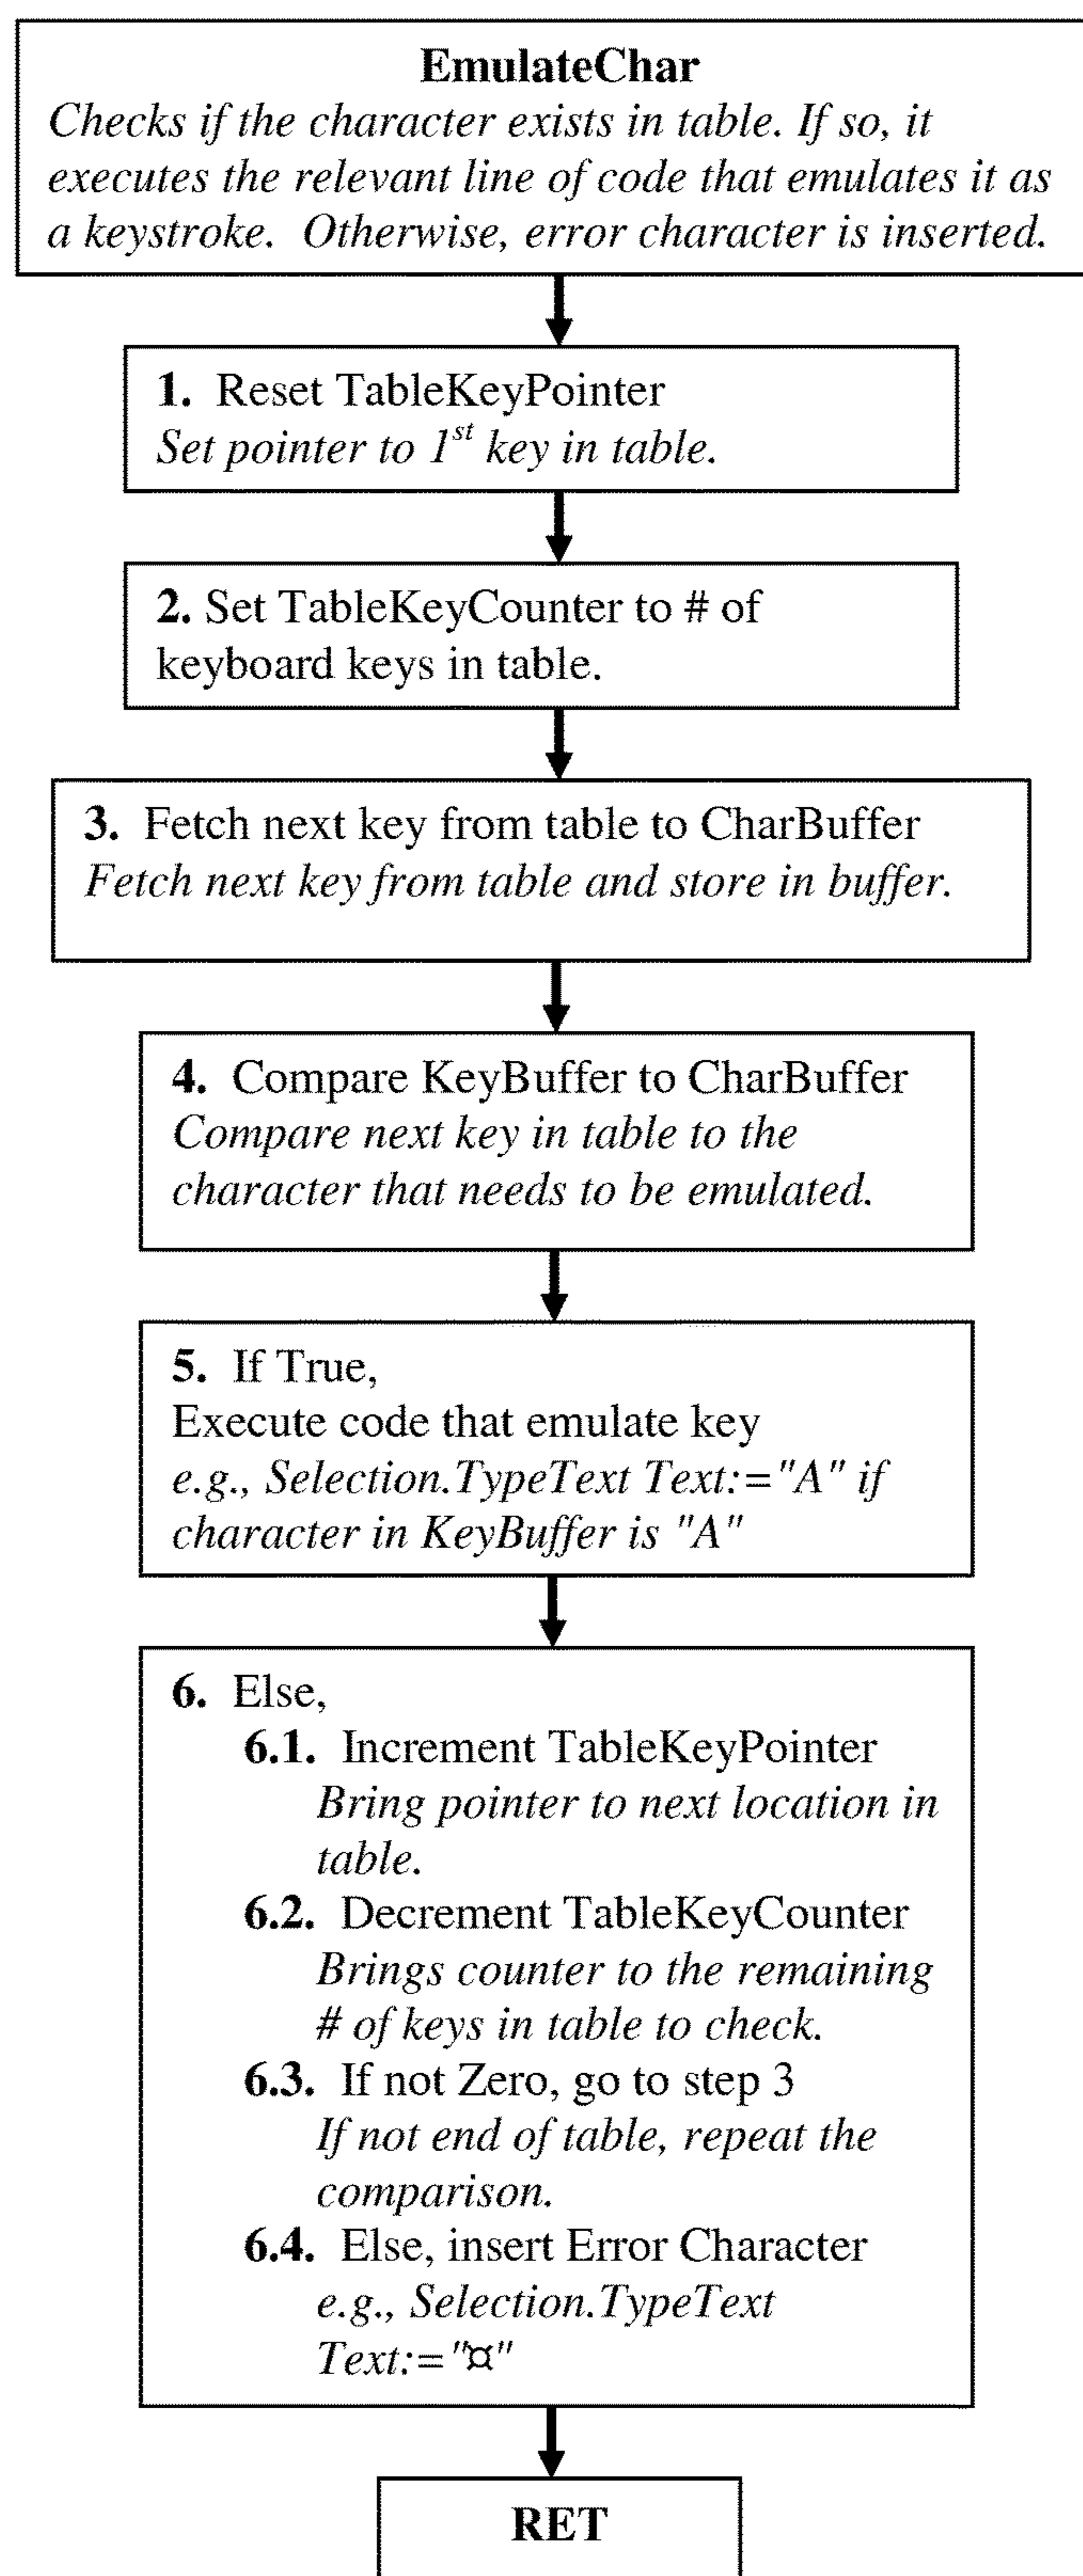 EmulateChar
Checks if the character exists in table. If so, it
executes the relevant line of code that emulates it as
a keystroke. Otherwise, error character is inserted.
1. Reset TableKeyPointer
Set pointer to 1st key in table.
2. Set TableKeyCounter to # of
keyboard keys in table.
3. Fetch next key from table to CharBuffer
Fetch next key from table and store in buffer.
4. Compare KeyBuffer to CharBuffer
Compare next key in table to the
character that needs to be emulated.
5. If True,
Execute code that emulate key
e.g., Selection.TypeText Text:="A" if
character in KeyBuffer is "A"
6. Else,
6.1. Increment TableKeyPointer
Bring pointer to next location in
table.
6.2. Decrement TableKeyCounter
Brings counter to the remaining
# of keys in table to check.
6.3. If not Zero, go to step 3
If not end of table, repeat the
comparison.
6.4. Else, insert Error Character
e.g., Selection.TypeText
Text:="¤"
RET